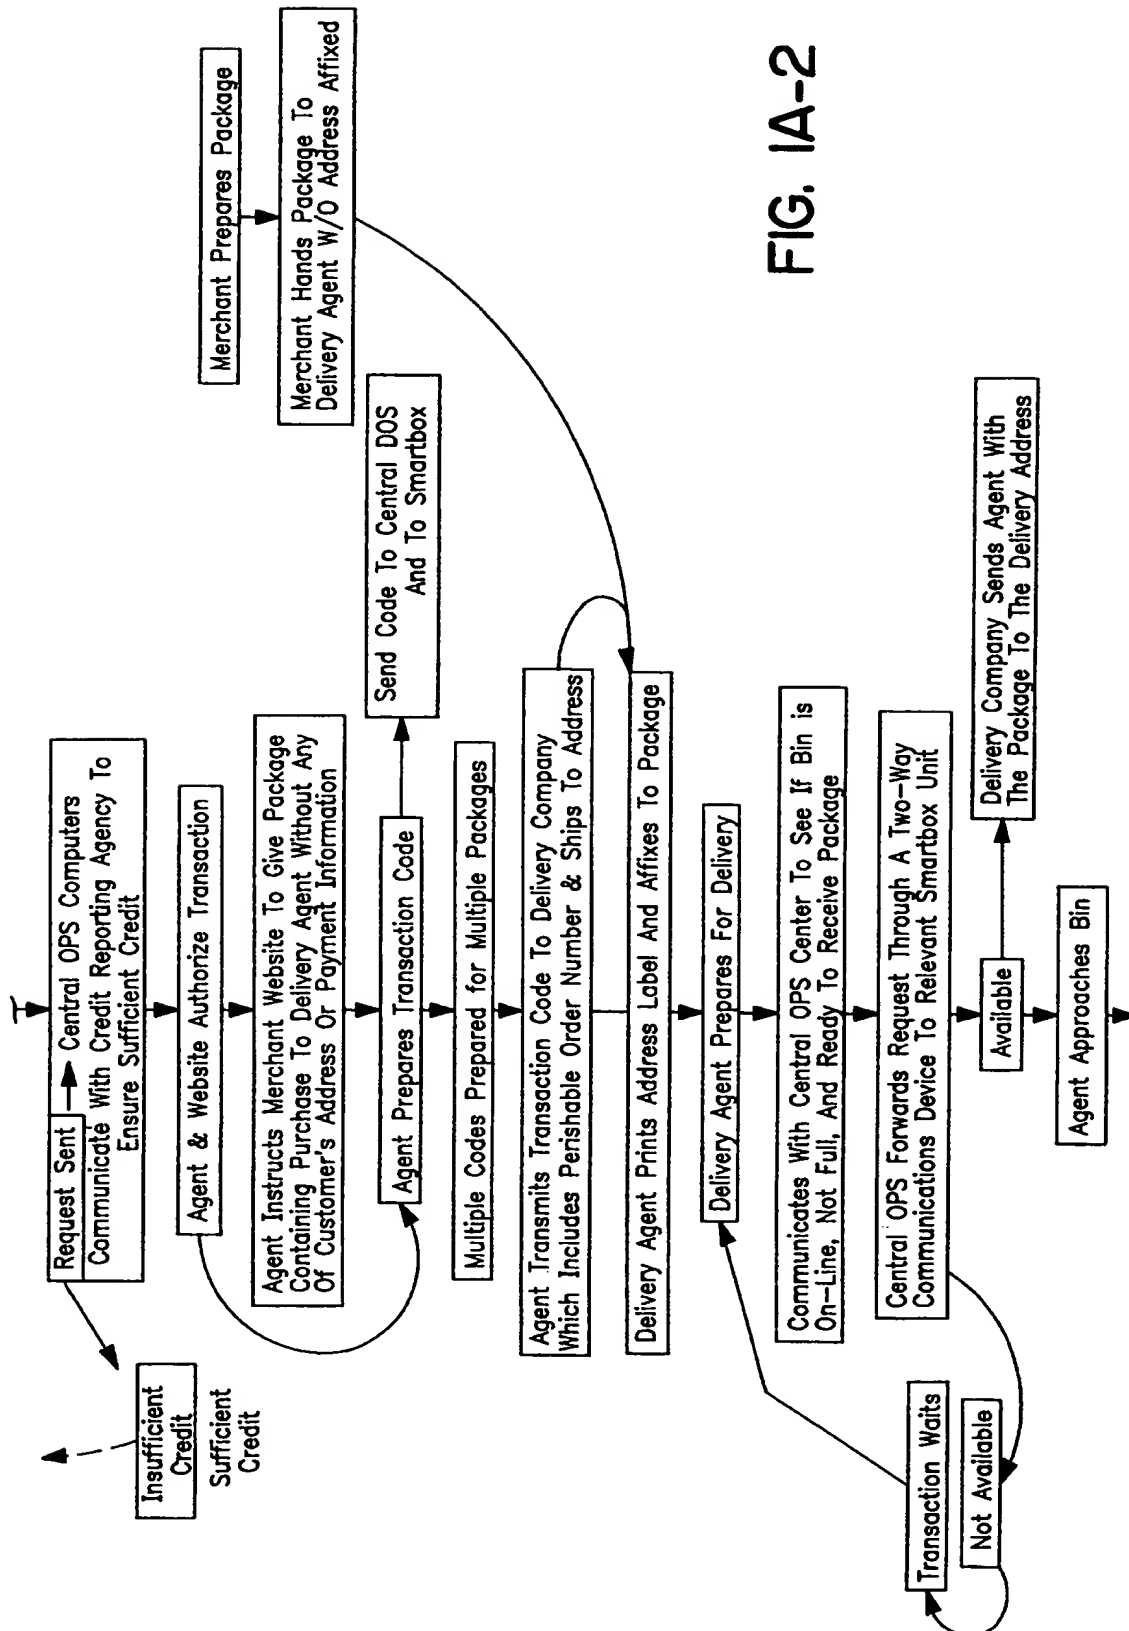 Request Sent
Central OPS Computers
Communicate With Credit Reporting Agency To
Ensure Sufficient Credit
Insufficient
Credit
Sufficient
Credit
Agent & Website Authorize Transaction
Agent Instructs Merchant Website To Give Package
Containing Purchase To Delivery Agent Without Any
Of Customer's Address Or Payment Information
Agent Prepares Transaction Code
Send Code To Central DOS
And To Smartbox
Merchant Prepares Package
Merchant Hands Package To
Delivery Agent W/O Address Affixed
Multiple Codes Prepared for Multiple Packages
Agent Transmits Transaction Code To Delivery Company
Which Includes Perishable Order Number & Ships To Address
Delivery Agent Prints Address Label And Affixes To Package
Delivery Agent Prepares For Delivery
Communicates With Central OPS Center To See If Bin is
On-Line, Not Full, And Ready To Receive Package
Central OPS Forwards Request Through A Two-Way
Communications Device To Relevant Smartbox Unit
Transaction Waits
Not Available
Available
Delivery Company Sends Agent With
The Package To The Delivery Address
Agent Approaches Bin
FIG. 1A-2